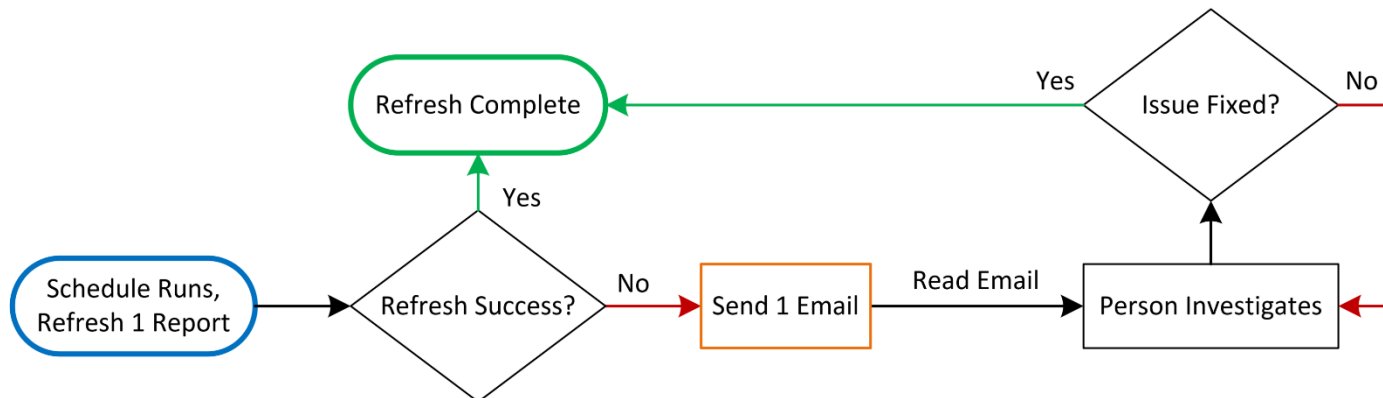 Yes
No
Refresh Complete
Issue Fixed?
Yes
Schedule Runs,
Refresh 1 Report
Refresh Success?
No
Send 1 Email
Read Email
Person Investigates